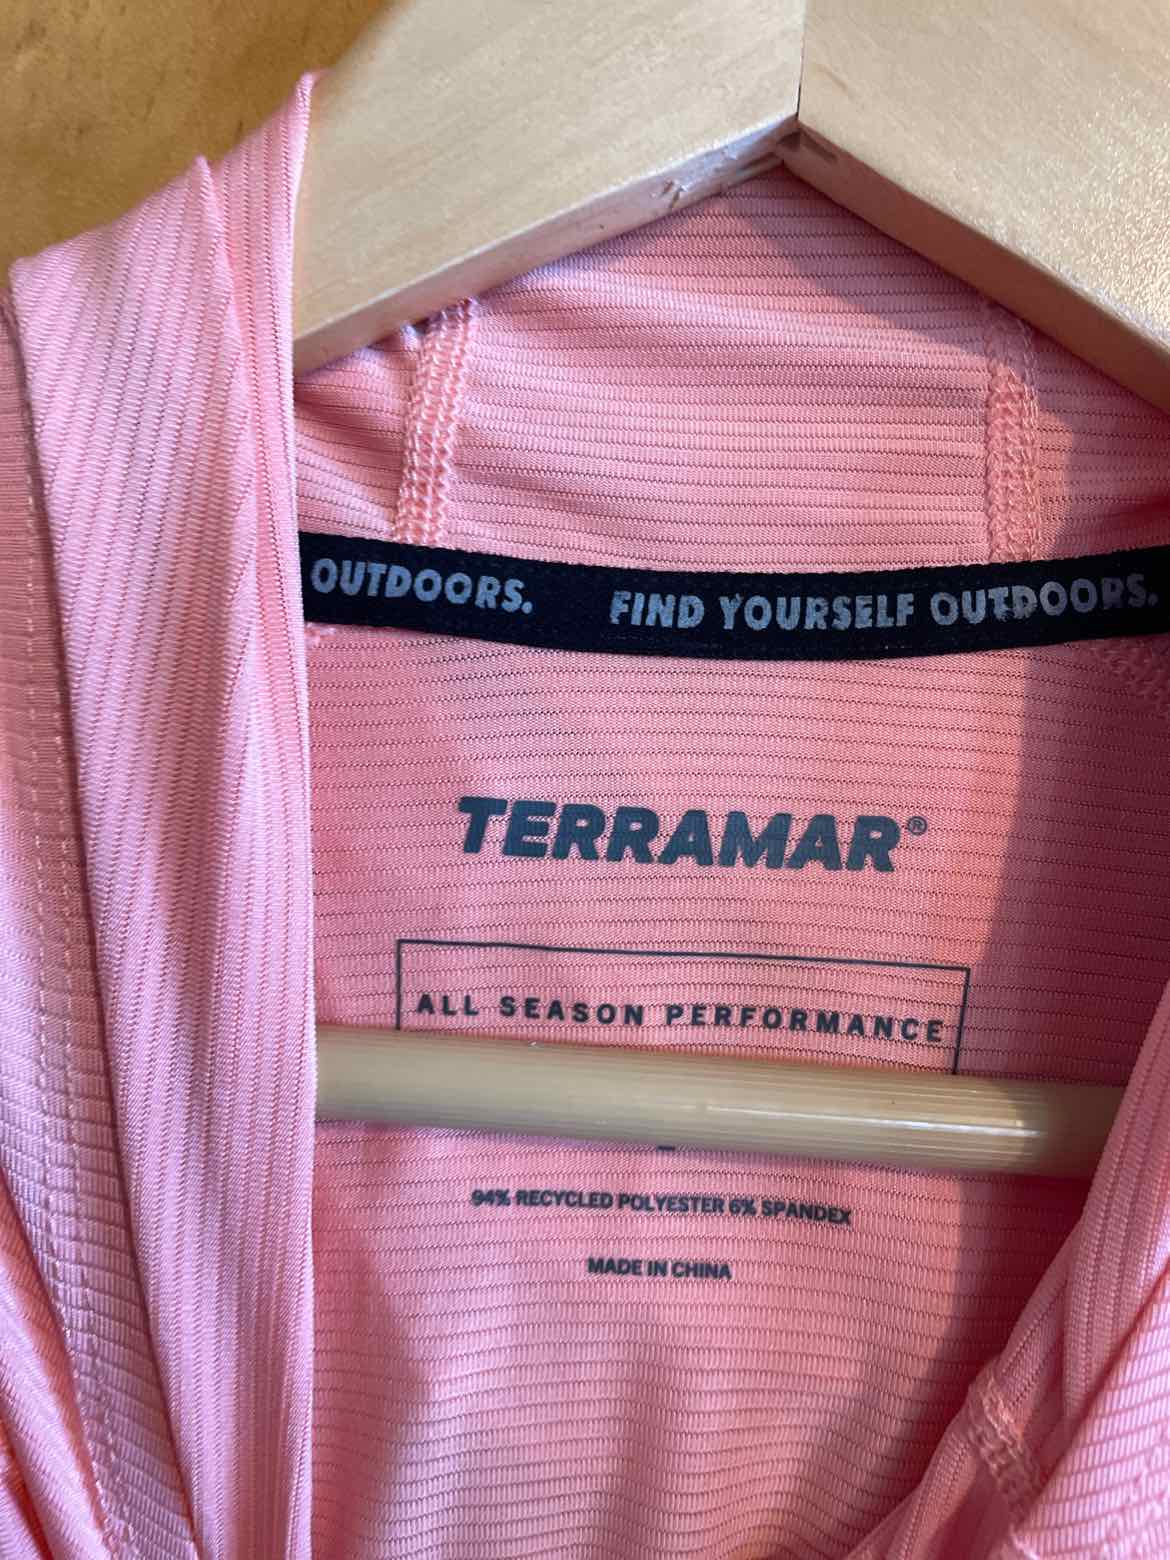 OUTDOORS. FIND YOURSELF OUTDOORS.
TERRAMAR®
ALL SEASON PERFORMANCE
94% RECYCLED POLYESTER 6% SPANDEX
MADE IN CHINA